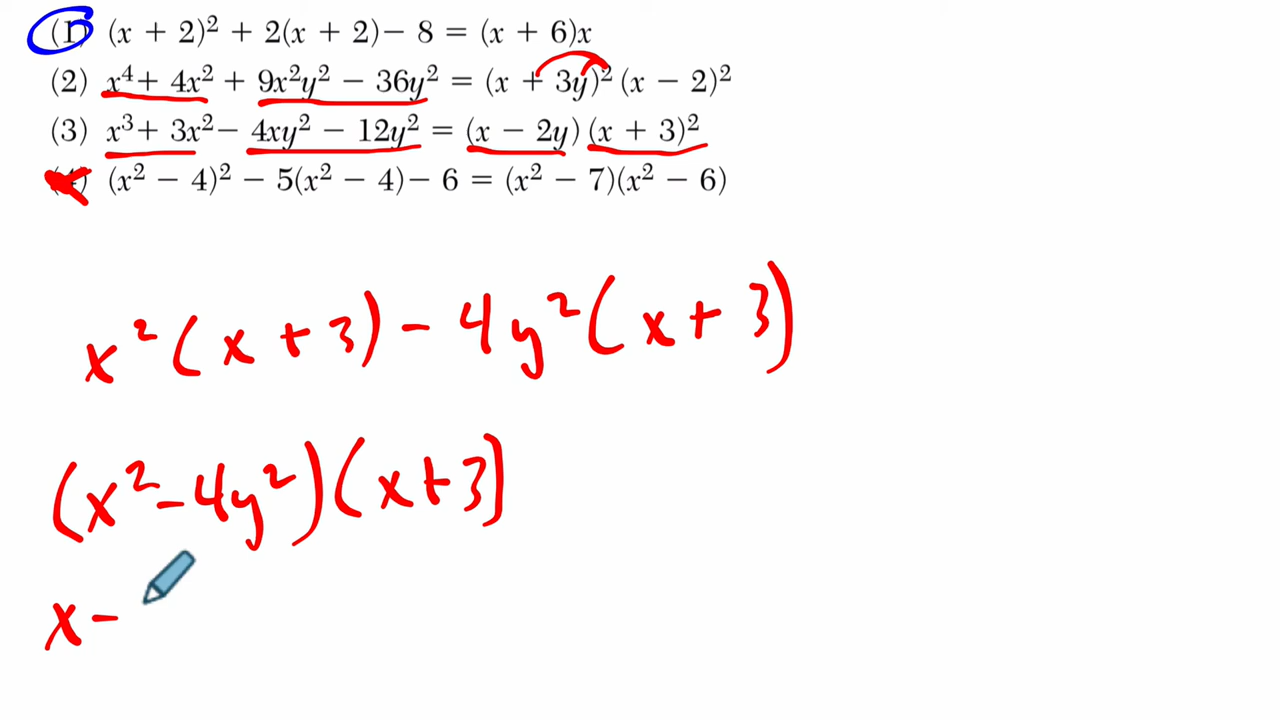 (1) (x + 2)² + 2(x + 2) − 8 = (x + 6)x
(2) x⁴ + 4x² + 9x²y² − 36y² = (x + 3y)² (x − 2)²
(3) x³ + 3x² − 4xy² − 12y² = (x − 2y) (x + 3)²
(x² − 4)² − 5(x² − 4) − 6 = (x² − 7)(x² − 6)
x²(x + 3) − 4y²(x + 3)
(x² − 4y²)(x + 3)
x −